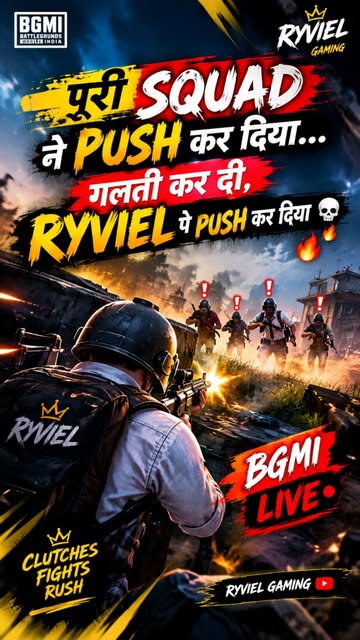 BGMI
BATTLEGROUNDS
MOBILE INDIA
RYVIEL
GAMING
पूरी SQUAD
ने PUSH कर दिया...
गलती कर दी,
RYVIEL पे PUSH कर दिया 💀
🔥🔥
! ! ! !
RYVIEL
BGMI
LIVE
CLUTCHES
FIGHTS
RUSH
RYVIEL GAMING